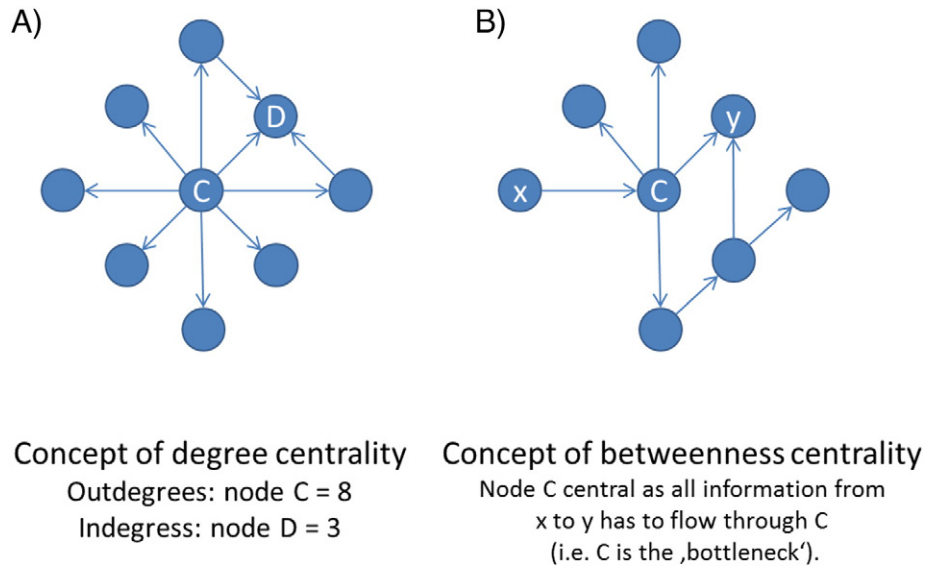 A)
D
C
Concept of degree centrality
Outdegrees: node C = 8
Indegress: node D = 3
B)
y
x
C
Concept of betweenness centrality
Node C central as all information from
x to y has to flow through C
(i.e. C is the ‚bottleneck‘).